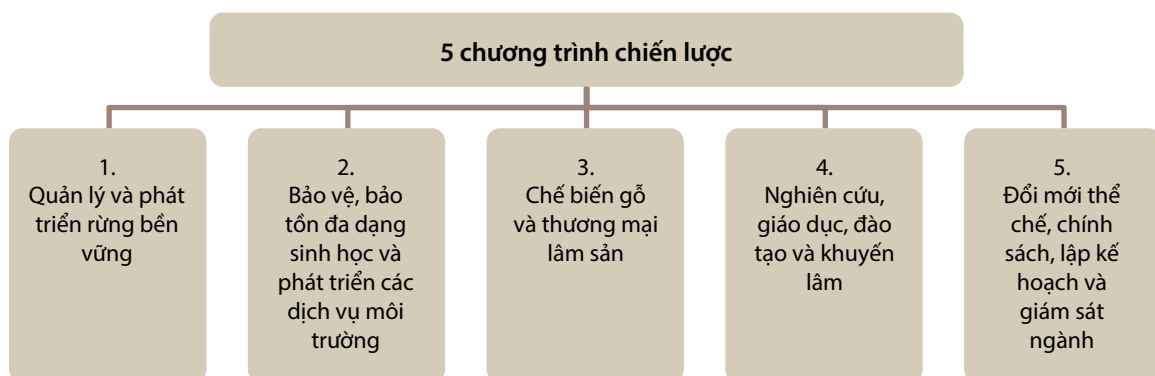 5 chương trình chiến lược
1.
Quản lý và phát
triển rừng bền
vững
2.
Bảo vệ, bảo
tồn đa dạng
sinh học và
phát triển các
dịch vụ môi
trường
3.
Chế biến gỗ
và thương mại
lâm sản
4.
Nghiên cứu,
giáo dục, đào
tạo và khuyến
lâm
5.
Đổi mới thể
chế, chính
sách, lập kế
hoạch và
giám sát
ngành